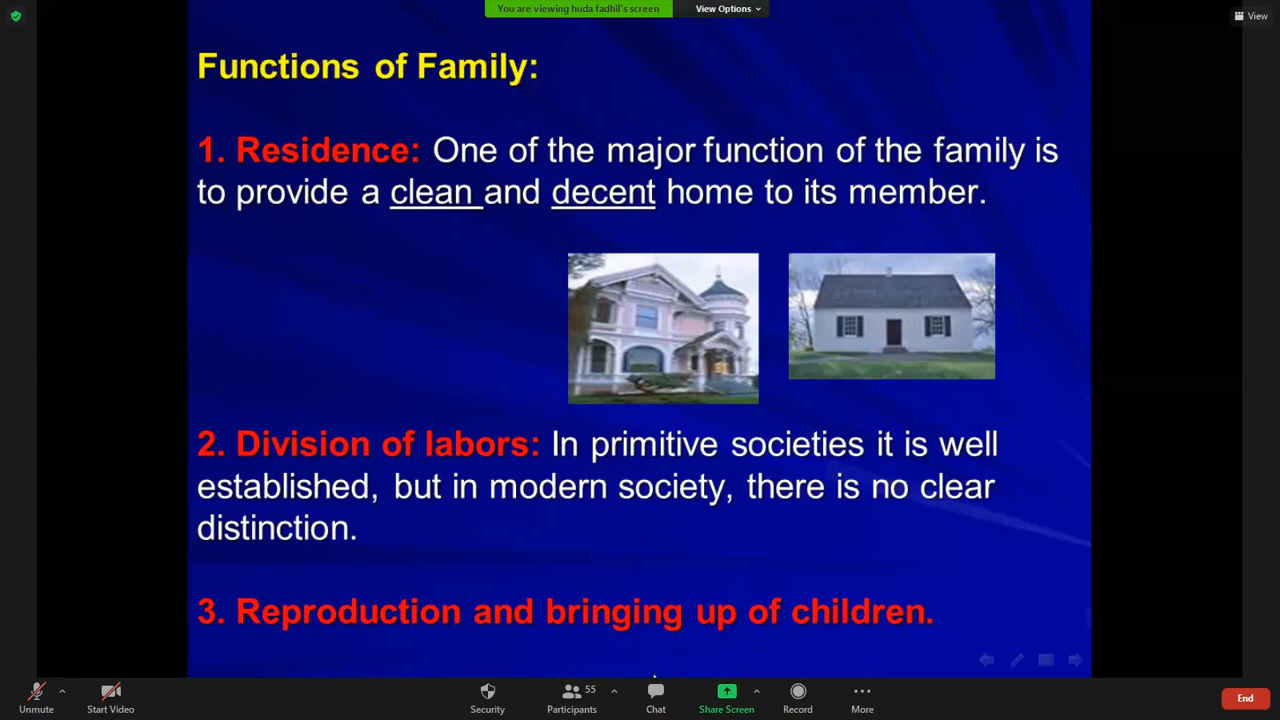 You are viewing huda fadhil's screen
View Options
View
Functions of Family:
1. Residence: One of the major function of the family is
to provide a clean and decent home to its member.
2. Division of labors: In primitive societies it is well
established, but in modern society, there is no clear
distinction.
3. Reproduction and bringing up of children.
Unmute
Start Video
Security
55
Participants
Chat
Share Screen
Record
More
End